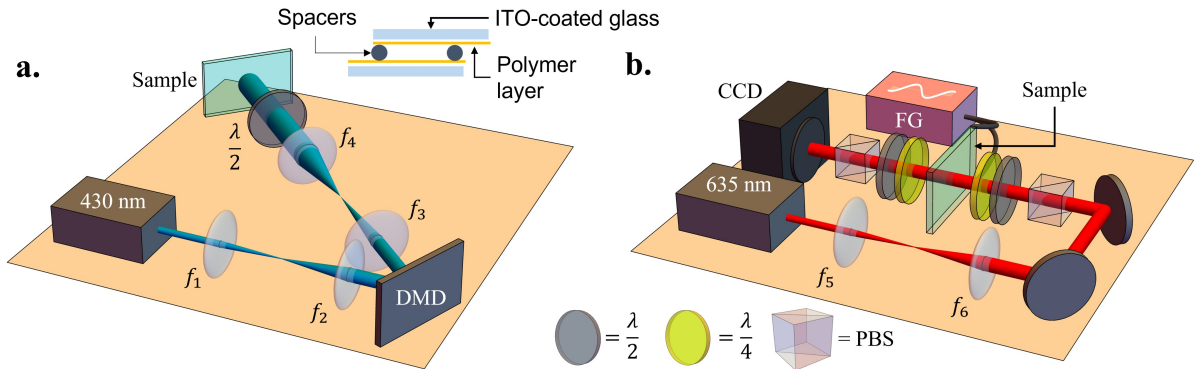 a.
Spacers
ITO-coated glass
Polymer
layer
Sample
λ
2
f4
430 nm
f3
f1
f2
DMD
b.
CCD
FG
Sample
635 nm
f5
f6
= λ/2
= λ/4
= PBS